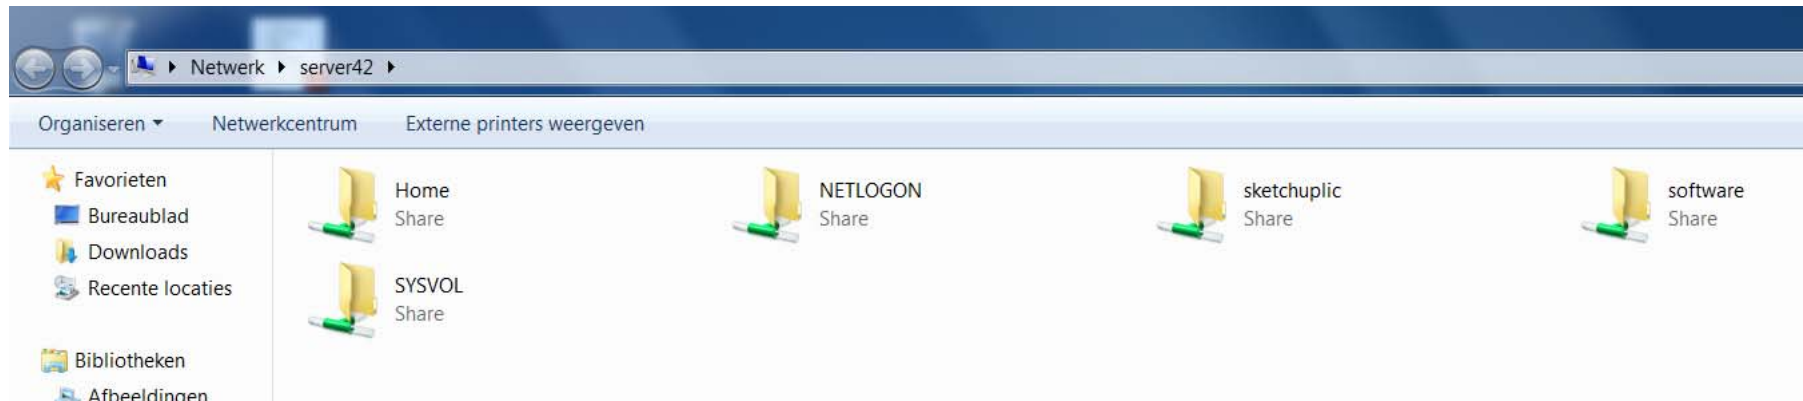 Netwerk server42
Organiseren Netwerkcentrum Externe printers weergeven
Favorieten
Bureaublad
Downloads
Recente locaties
Bibliotheken
Afbeeldingen
Home
Share
NETLOGON
Share
sketchuplic
Share
software
Share
SYSVOL
Share